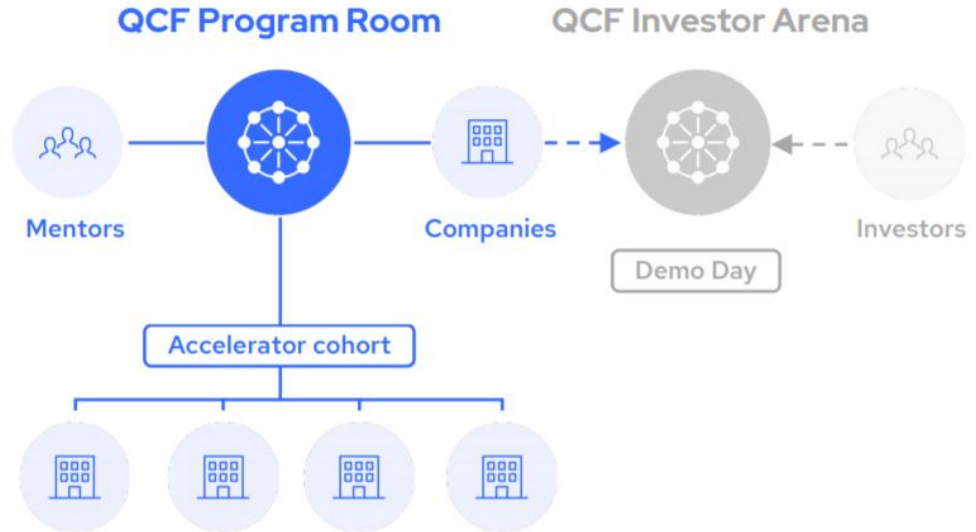 QCF Program Room
QCF Investor Arena
Mentors
Companies
Investors
Demo Day
Accelerator cohort